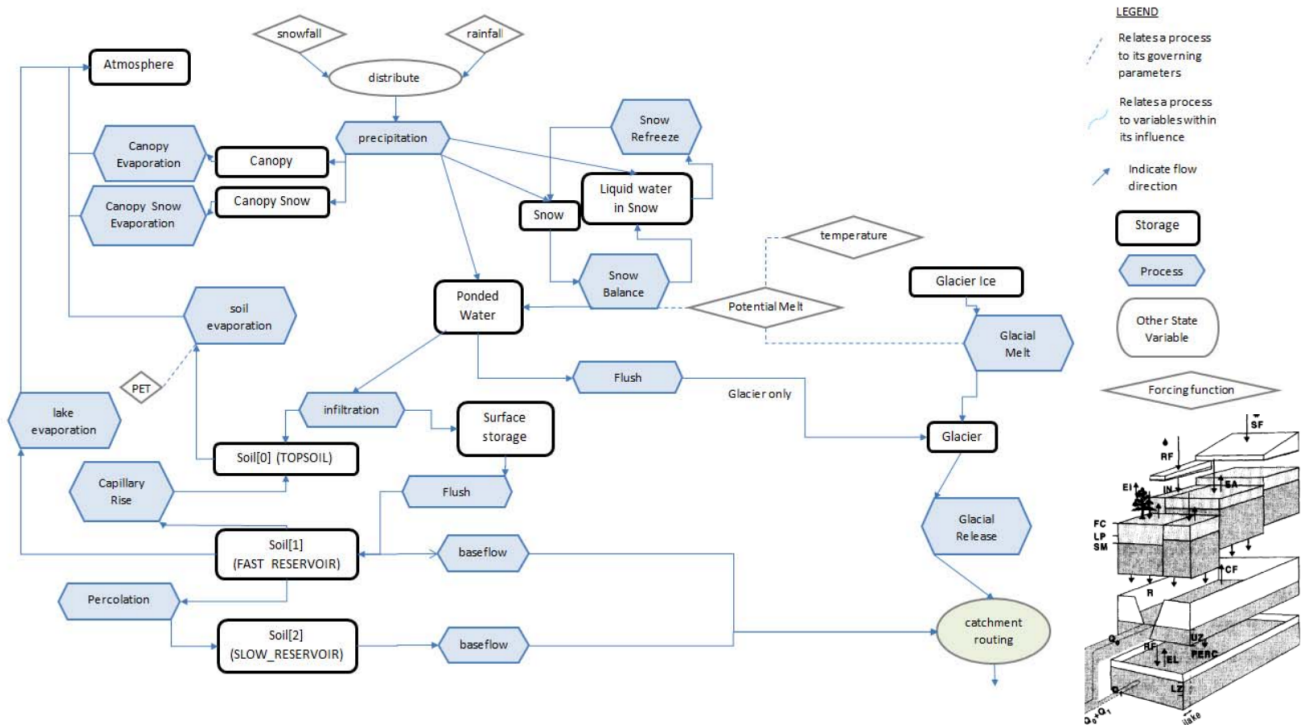 snowfall
rainfall
distribute
Atmosphere
precipitation
Snow
Refreeze
Canopy
Evaporation
Canopy
Canopy Snow
Evaporation
Canopy Snow
Snow
Liquid water
in Snow
temperature
Snow
Balance
Ponded
Water
Potential Melt
Glacier Ice
Glacial
Melt
soil
evaporation
PET
Flush
Glacier only
lake
evaporation
infiltration
Surface
storage
Glacier
Soil[0] (TOPSOIL)
Capillary
Rise
Flush
Glacial
Release
Soil[1]
(FAST_RESERVOIR)
baseflow
Percolation
Soil[2]
(SLOW_RESERVOIR)
baseflow
catchment
routing
LEGEND
Relates a process
to its governing
parameters
Relates a process
to variables within
its influence
Indicate flow
direction
Storage
Process
Other State
Variable
Forcing function
SF
RF
EI
IN
EA
FC
LP
SM
CF
R
UZ
RF
PERC
EL
LZ
Q₀+Q₁
ilake